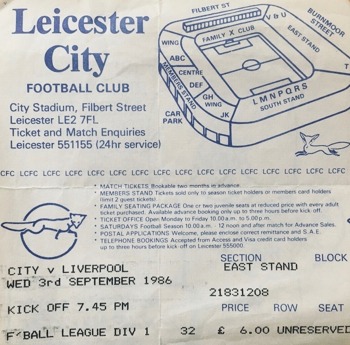 Leicester
City
FOOTBALL CLUB
City Stadium, Filbert Street
Leicester LE2 7FL
Ticket and Match Enquiries
Leicester 551155 (24hr service)
FILBERT ST
V & U
BURNMOOR STREET
FAMILY X CLUB
EAST STAND
WING
ABC
CENTRE
DEF
GH
WING
JK
MEMBERS STAND
CAR PARK
LMNPQRS
SOUTH STAND
T
CFC LCFC LCFC LCFC LCFC LCFC LCFC LCFC LCFC LCFC LCFC LCFC LCFC LCFC
* MATCH TICKETS Bookable two months in advance.
* MEMBERS STAND Tickets sold only to season ticket holders or members card holders
(limit 2 guest tickets)
* FAMILY SEATING PACKAGE One or two juvenile seats at reduced price with every adult
ticket purchased. Available advance booking only up to three hours before kick off.
* TICKET OFFICE Open Monday to Friday 10.00 a.m. to 5.00 p.m.
* SATURDAYS Football Season 10.00 a.m. - 12 noon and after match for Advance Sales.
* POSTAL APPLICATIONS Welcome, please enclose correct remittance and S.A.E.
* TELEPHONE BOOKINGS Accepted from Access and Visa credit card holders
up to three hours before kick off on Leicester 555000.
SECTION BLOCK
CITY v LIVERPOOL EAST STAND
WED 3rd SEPTEMBER 1986
21831208
KICK OFF 7.45 PM PRICE ROW SEAT
F'BALL LEAGUE DIV 1 32 £ 6.00 UNRESERVED